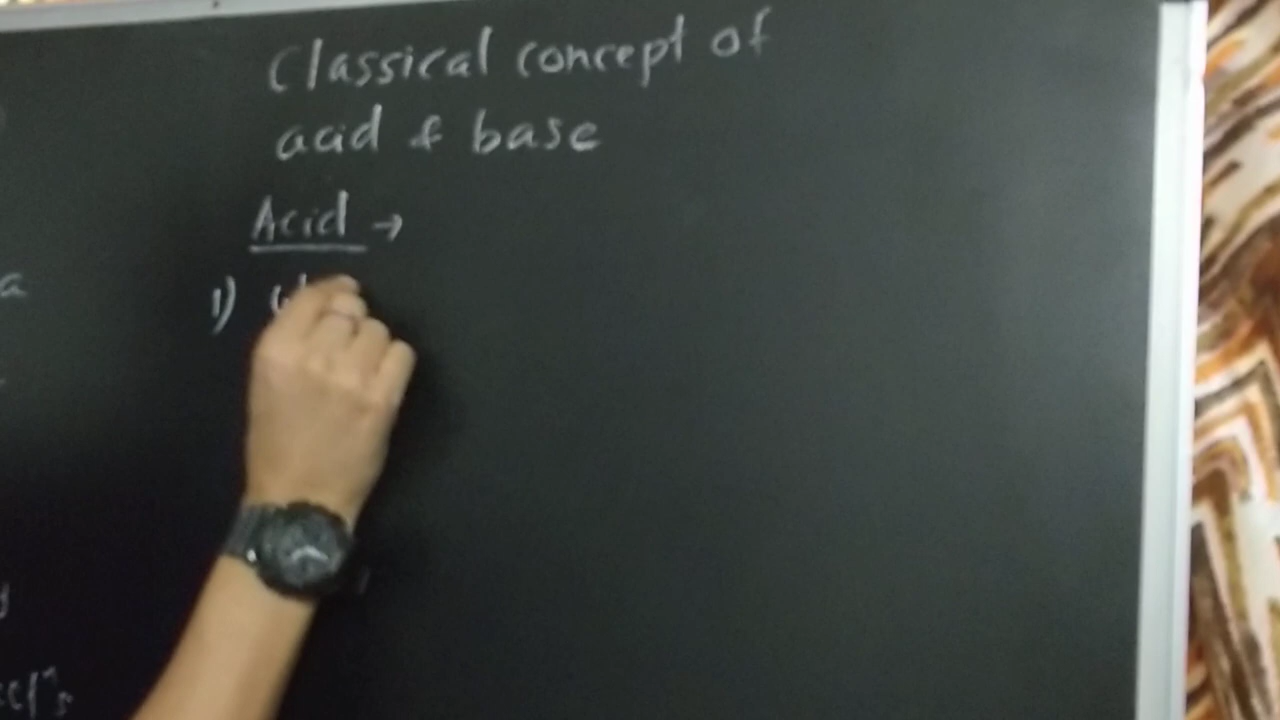 Classical concept of
acid & base
Acid →
1)
a